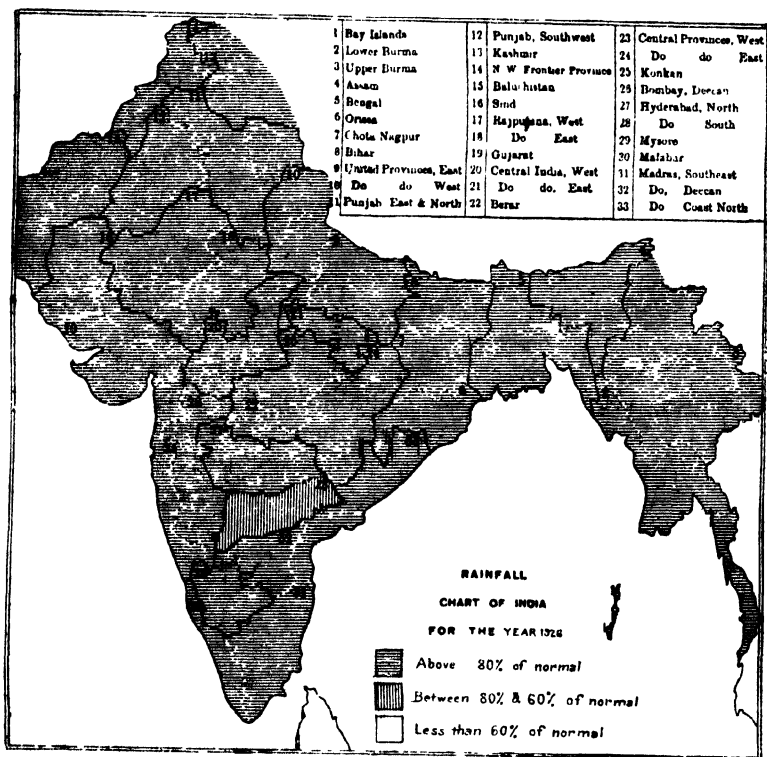 1 Bay Islands
2 Lower Burma
3 Upper Burma
4 Assam
5 Bengal
6 Orissa
7 Chota Nagpur
8 Bihar
9 United Provinces, East
10 Do do West
11 Punjab East & North
12 Punjab, Southwest
13 Kashmir
14 N W Frontier Province
15 Baluchistan
16 Sind
17 Rajputana, West
18 Do East
19 Gujarat
20 Central India, West
21 Do do, East
22 Berar
23 Central Provinces, West
24 Do do East
25 Konkan
26 Bombay, Deccan
27 Hyderabad, North
28 Do South
29 Mysore
30 Malabar
31 Madras, Southeast
32 Do, Deccan
33 Do Coast North
RAINFALL
CHART OF INDIA
FOR THE YEAR 1926
Above 80% of normal
Between 80% & 60% of normal
Less than 60% of normal